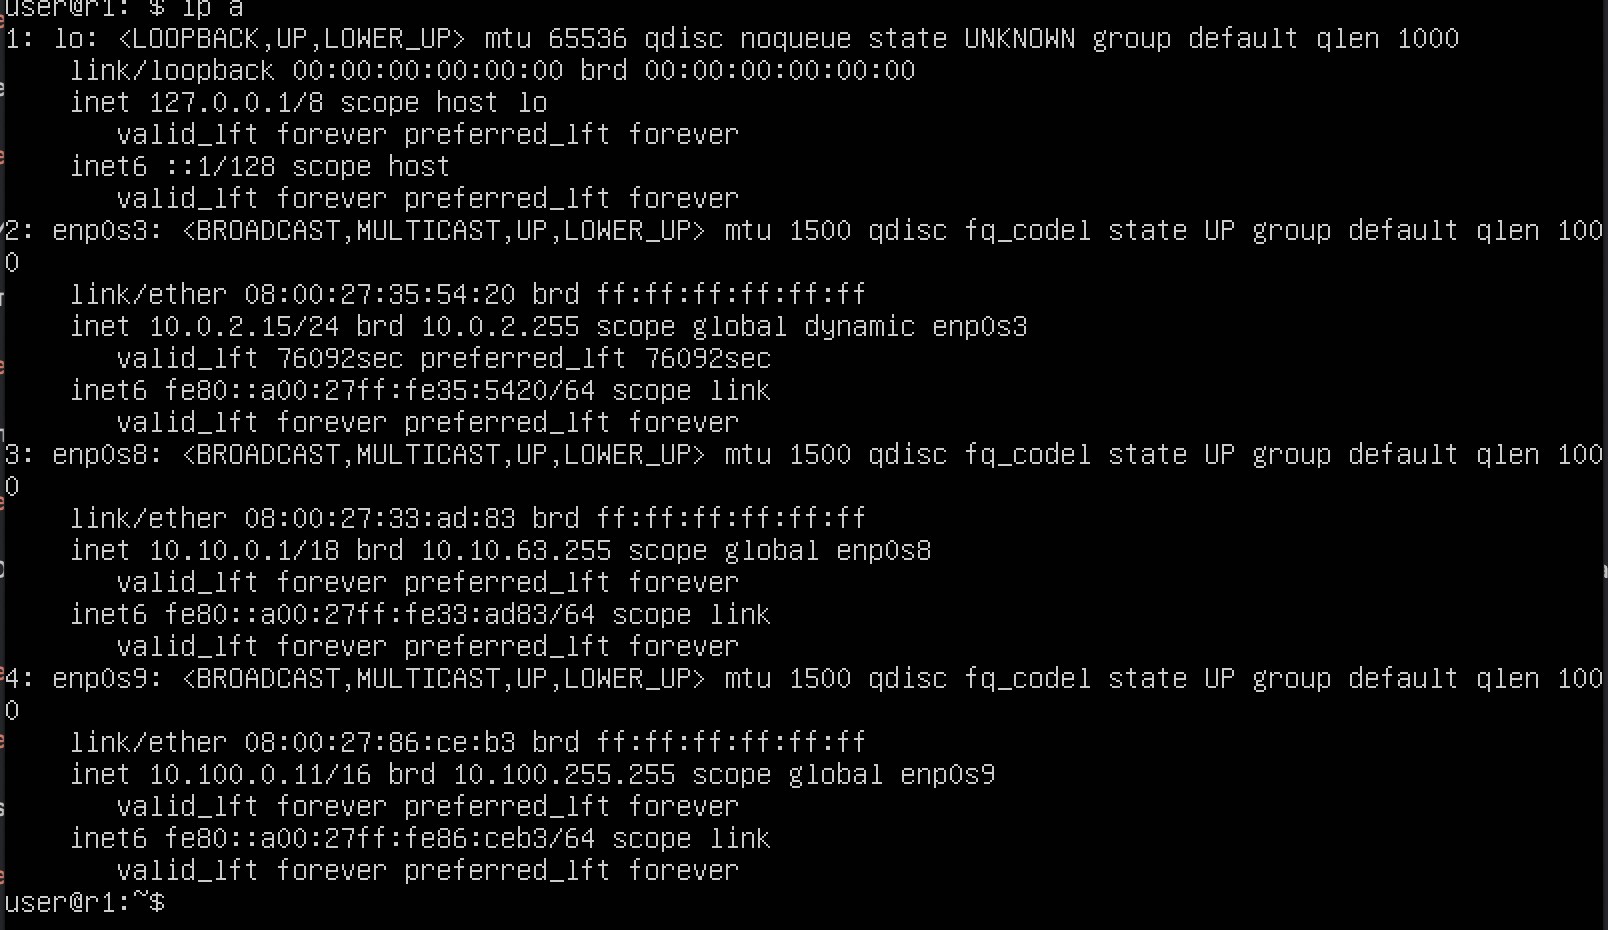 user@r1:~$ ip a
1: lo: <LOOPBACK,UP,LOWER_UP> mtu 65536 qdisc noqueue state UNKNOWN group default qlen 1000
    link/loopback 00:00:00:00:00:00 brd 00:00:00:00:00:00
    inet 127.0.0.1/8 scope host lo
       valid_lft forever preferred_lft forever
    inet6 ::1/128 scope host
       valid_lft forever preferred_lft forever
2: enp0s3: <BROADCAST,MULTICAST,UP,LOWER_UP> mtu 1500 qdisc fq_codel state UP group default qlen 100
0
    link/ether 08:00:27:35:54:20 brd ff:ff:ff:ff:ff:ff
    inet 10.0.2.15/24 brd 10.0.2.255 scope global dynamic enp0s3
       valid_lft 76092sec preferred_lft 76092sec
    inet6 fe80::a00:27ff:fe35:5420/64 scope link
       valid_lft forever preferred_lft forever
3: enp0s8: <BROADCAST,MULTICAST,UP,LOWER_UP> mtu 1500 qdisc fq_codel state UP group default qlen 100
0
    link/ether 08:00:27:33:ad:83 brd ff:ff:ff:ff:ff:ff
    inet 10.10.0.1/18 brd 10.10.63.255 scope global enp0s8
       valid_lft forever preferred_lft forever
    inet6 fe80::a00:27ff:fe33:ad83/64 scope link
       valid_lft forever preferred_lft forever
4: enp0s9: <BROADCAST,MULTICAST,UP,LOWER_UP> mtu 1500 qdisc fq_codel state UP group default qlen 100
0
    link/ether 08:00:27:86:ce:b3 brd ff:ff:ff:ff:ff:ff
    inet 10.100.0.11/16 brd 10.100.255.255 scope global enp0s9
       valid_lft forever preferred_lft forever
    inet6 fe80::a00:27ff:fe86:ceb3/64 scope link
       valid_lft forever preferred_lft forever
user@r1:~$